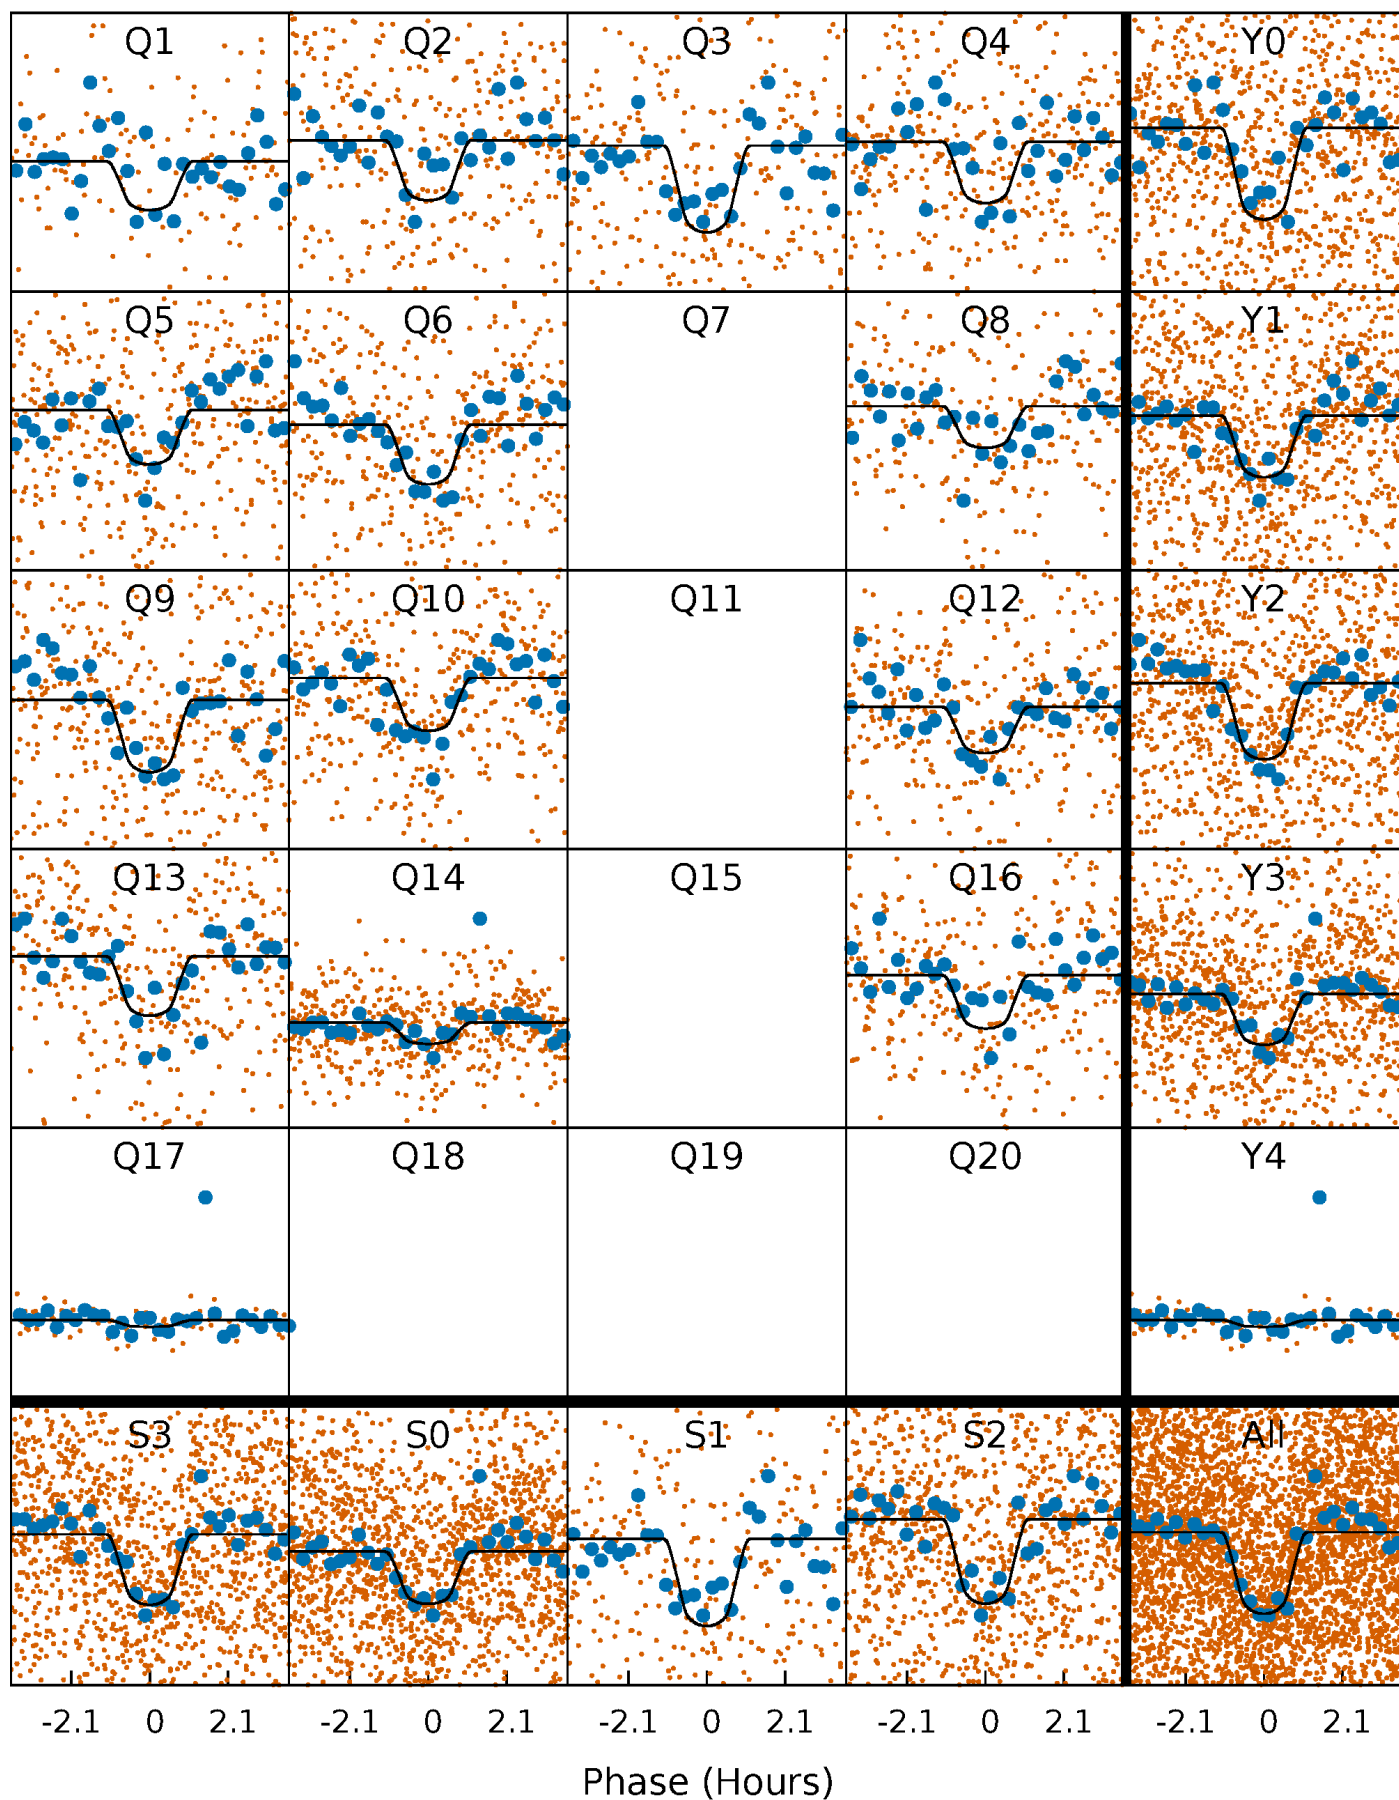 Q1 Q2 Q3 Q4 Y0
Q5 Q6 Q7 Q8 Y1
Q9 Q10 Q11 Q12 Y2
Q13 Q14 Q15 Q16 Y3
Q17 Q18 Q19 Q20 Y4
S3 S0 S1 S2 All
-2.1 0 2.1 -2.1 0 2.1 -2.1 0 2.1 -2.1 0 2.1 -2.1 0 2.1
Phase (Hours)